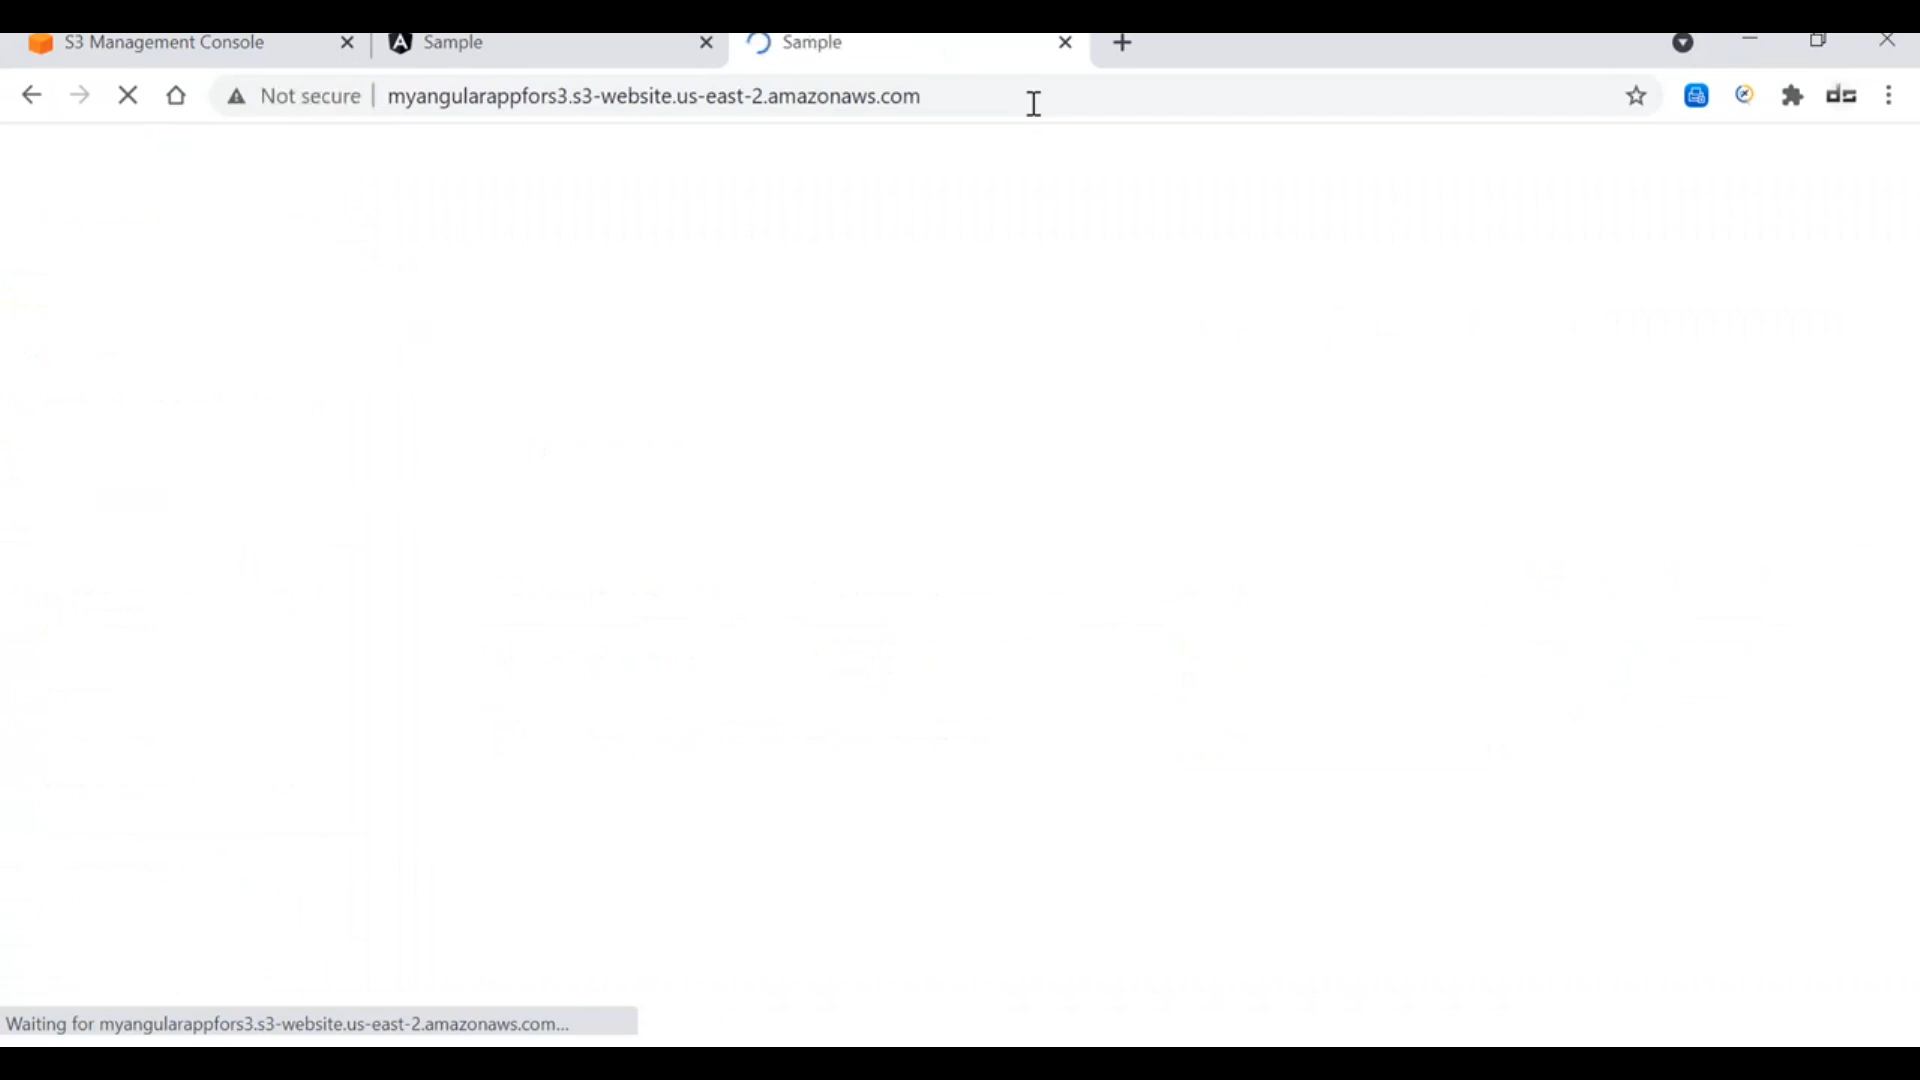 S3 Management Console
Sample
Sample
Not secure
myangularappfors3.s3-website.us-east-2.amazonaws.com
Waiting for myangularappfors3.s3-website.us-east-2.amazonaws.com...